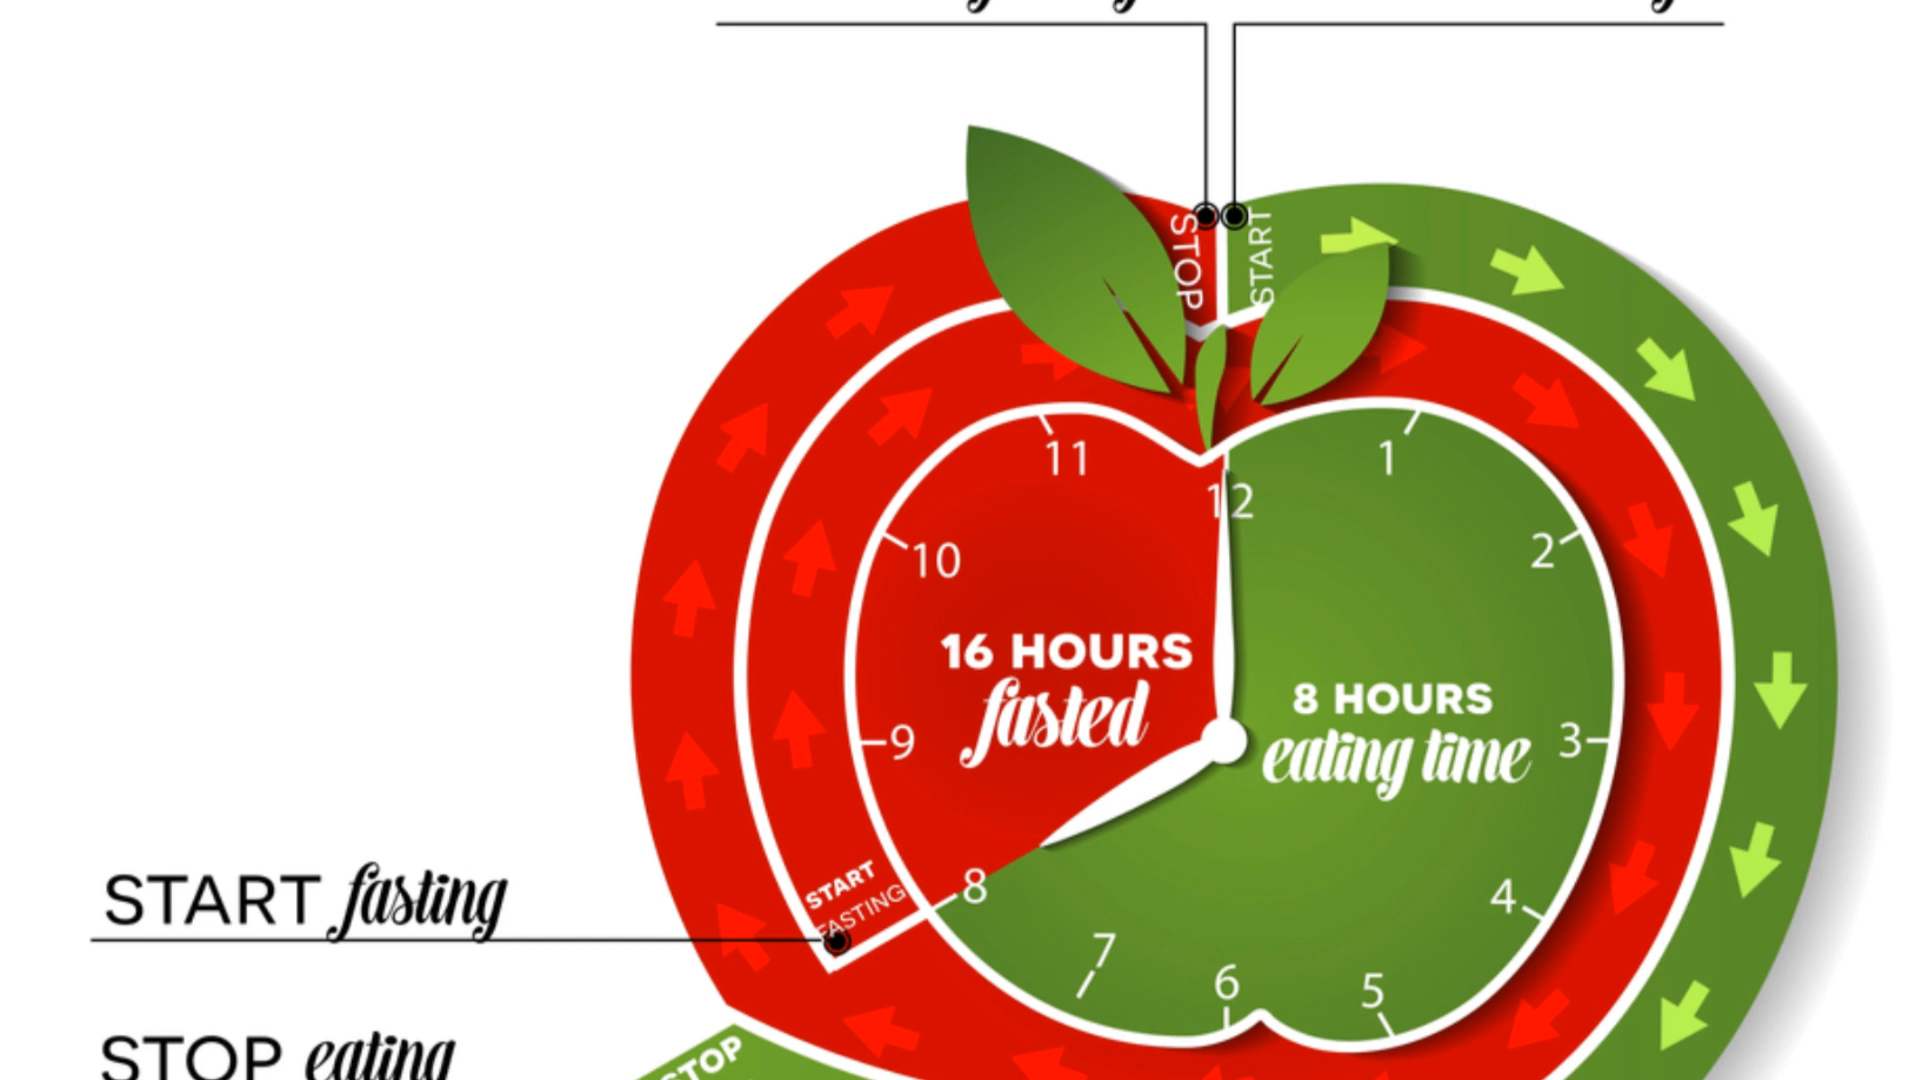 STOP
START
11
12
1
10
2
16 HOURS
fasted
8 HOURS
eating time
9
3
START
FASTING
8
4
7
6
5
START fasting
STOP eating
STOP